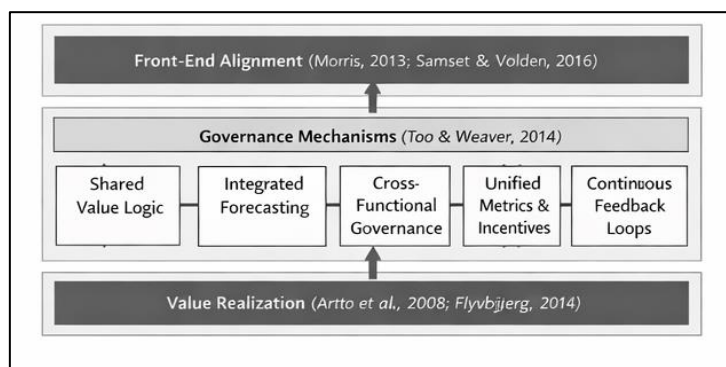 Front-End Alignment (Morris, 2013; Samset & Volden, 2016)
Governance Mechanisms (Too & Weaver, 2014)
Shared
Value Logic
Integrated
Forecasting
Cross-
Functional
Governance
Unified
Metrics &
Incentives
Continuous
Feedback
Loops
Value Realization (Artto et al., 2008; Flyvbjjerg, 2014)